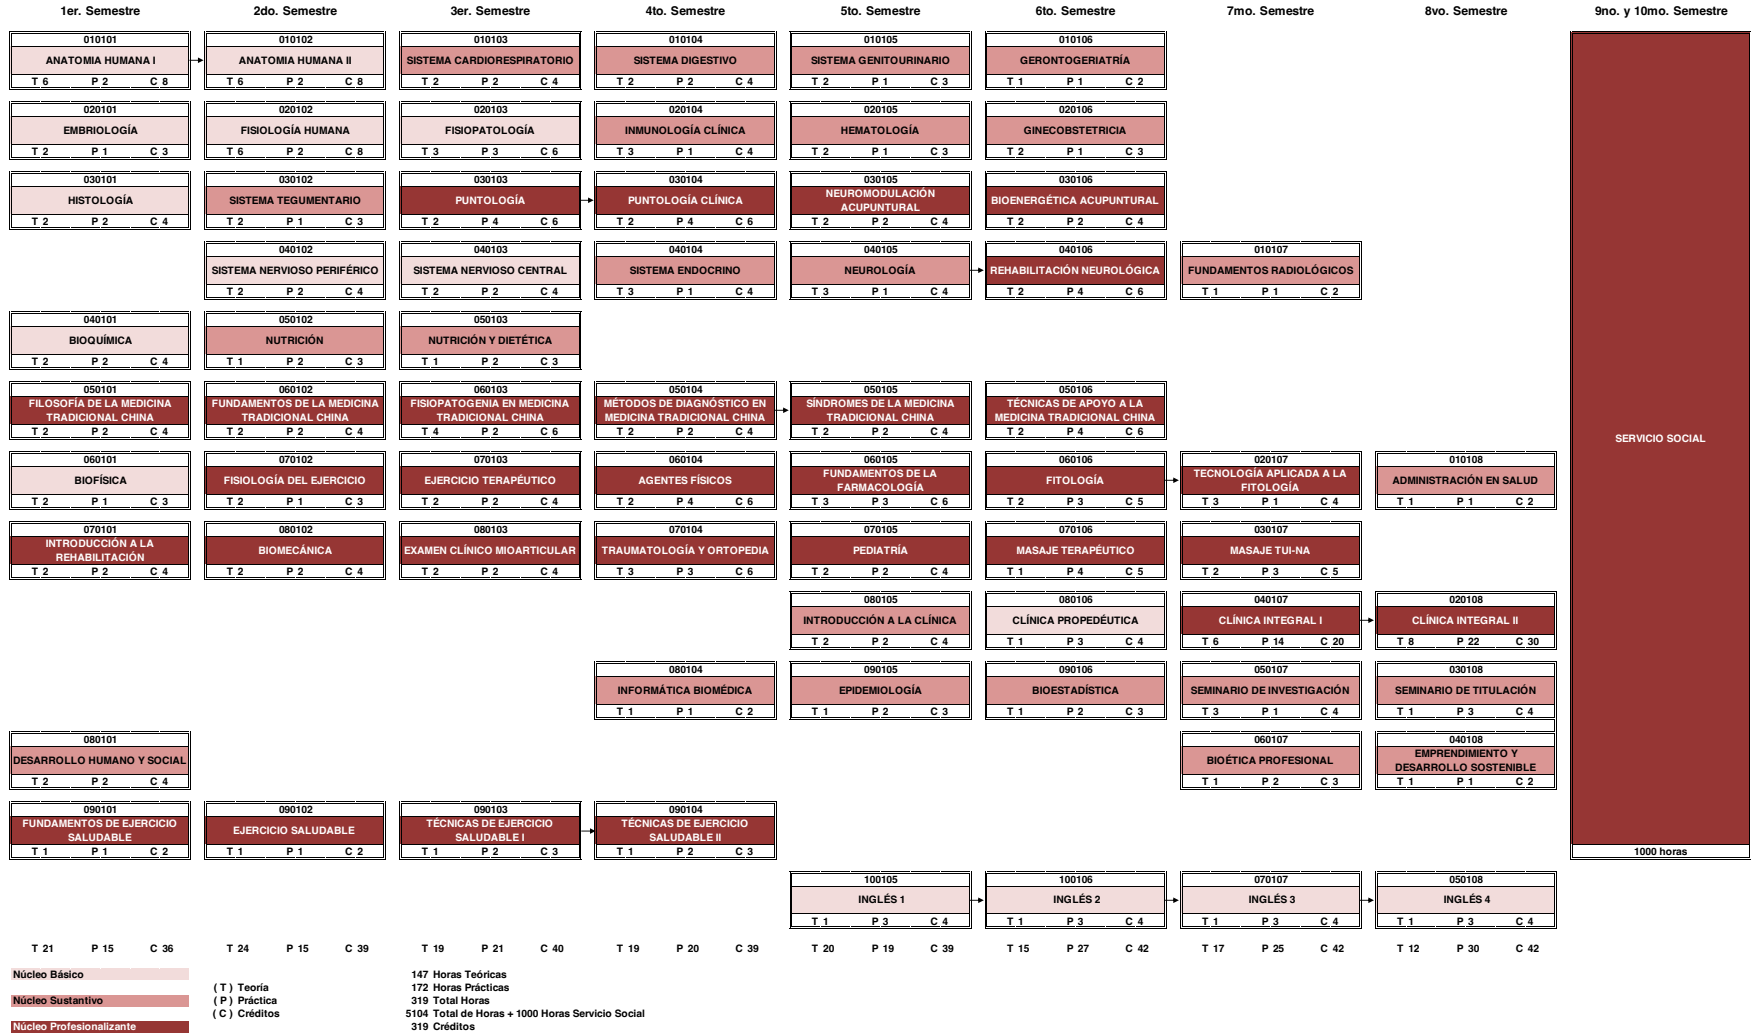 1er. Semestre 2do. Semestre 3er. Semestre 4to. Semestre 5to. Semestre 6to. Semestre 7mo. Semestre 8vo. Semestre 9no. y 10mo. Semestre
010101 010102 010103 010104 010105 010106
ANATOMIA HUMANA I ANATOMIA HUMANA II SISTEMA CARDIORESPIRATORIO SISTEMA DIGESTIVO SISTEMA GENITOURINARIO GERONTOGERIATRÍA
T 6 P 2 C 8 T 6 P 2 C 8 T 2 P 2 C 4 T 2 P 2 C 4 T 2 P 1 C 3 T 1 P 1 C 2
020101 020102 020103 020104 020105 020106
EMBRIOLOGÍA FISIOLOGÍA HUMANA FISIOPATOLOGÍA INMUNOLOGÍA CLÍNICA HEMATOLOGÍA GINECOBSTETRICIA
T 2 P 1 C 3 T 6 P 2 C 8 T 3 P 3 C 6 T 3 P 1 C 4 T 2 P 1 C 3 T 2 P 1 C 3
030101 030102 030103 030104 030105 030106
HISTOLOGÍA SISTEMA TEGUMENTARIO PUNTOLOGÍA PUNTOLOGÍA CLÍNICA NEUROMODULACIÓN ACUPUNTURAL BIOENERGÉTICA ACUPUNTURAL
T 2 P 2 C 4 T 2 P 1 C 3 T 2 P 4 C 6 T 2 P 4 C 6 T 2 P 2 C 4 T 2 P 2 C 4
040102 040103 040104 040105 040106 010107
SISTEMA NERVIOSO PERIFÉRICO SISTEMA NERVIOSO CENTRAL SISTEMA ENDOCRINO NEUROLOGÍA REHABILITACIÓN NEUROLÓGICA FUNDAMENTOS RADIOLÓGICOS
T 2 P 2 C 4 T 2 P 2 C 4 T 3 P 1 C 4 T 3 P 1 C 4 T 2 P 4 C 6 T 1 P 1 C 2
040101 050102 050103
BIOQUÍMICA NUTRICIÓN NUTRICIÓN Y DIETÉTICA
T 2 P 2 C 4 T 1 P 2 C 3 T 1 P 2 C 3
050101 060102 060103 050104 050105 050106
FILOSOFÍA DE LA MEDICINA FUNDAMENTOS DE LA MEDICINA FISIOPATOGENIA EN MEDICINA MÉTODOS DE DIAGNÓSTICO EN SÍNDROMES DE LA MEDICINA TÉCNICAS DE APOYO A LA
TRADICIONAL CHINA TRADICIONAL CHINA TRADICIONAL CHINA MEDICINA TRADICIONAL CHINA TRADICIONAL CHINA MEDICINA TRADICIONAL CHINA
T 2 P 2 C 4 T 2 P 2 C 4 T 4 P 2 C 6 T 2 P 2 C 4 T 2 P 2 C 4 T 2 P 4 C 6
SERVICIO SOCIAL
060101 070102 070103 060104 060105 060106 020107 010108
BIOFÍSICA FISIOLOGÍA DEL EJERCICIO EJERCICIO TERAPÉUTICO AGENTES FÍSICOS FUNDAMENTOS DE LA FARMACOLOGÍA FITOLOGÍA TECNOLOGÍA APLICADA A LA FITOLOGÍA ADMINISTRACIÓN EN SALUD
T 2 P 1 C 3 T 2 P 2 C 4 T 2 P 2 C 4 T 2 P 4 C 6 T 3 P 3 C 6 T 2 P 3 C 5 T 3 P 1 C 4 T 1 P 1 C 2
070101 080102 080103 070104 070105 070106 030107
INTRODUCCIÓN A LA REHABILITACIÓN BIOMECÁNICA EXAMEN CLÍNICO MIOARTICULAR TRAUMATOLOGÍA Y ORTOPEDIA PEDIATRÍA MASAJE TERAPÉUTICO MASAJE TUI-NA
T 2 P 2 C 4 T 2 P 2 C 4 T 2 P 2 C 4 T 3 P 3 C 6 T 2 P 2 C 4 T 1 P 4 C 5 T 2 P 3 C 5
080105 080106 040107 020108
INTRODUCCIÓN A LA CLÍNICA CLÍNICA PROPEDÉUTICA CLÍNICA INTEGRAL I CLÍNICA INTEGRAL II
T 2 P 2 C 4 T 1 P 3 C 4 T 6 P 14 C 20 T 8 P 22 C 30
080104 090105 090106 050107 030108
INFORMÁTICA BIOMÉDICA EPIDEMIOLOGÍA BIOESTADÍSTICA SEMINARIO DE INVESTIGACIÓN SEMINARIO DE TITULACIÓN
T 1 P 1 C 2 T 1 P 2 C 3 T 1 P 2 C 3 T 3 P 1 C 4 T 1 P 3 C 4
080101 060107 040108
DESARROLLO HUMANO Y SOCIAL BIOÉTICA PROFESIONAL EMPRENDIMIENTO Y DESARROLLO SOSTENIBLE
T 2 P 2 C 4 T 1 P 2 C 3 T 1 P 1 C 2
090101 090102 090103 090104
FUNDAMENTOS DE EJERCICIO SALUDABLE EJERCICIO SALUDABLE TÉCNICAS DE EJERCICIO SALUDABLE I TÉCNICAS DE EJERCICIO SALUDABLE II
T 1 P 1 C 2 T 1 P 1 C 2 T 1 P 2 C 3 T 1 P 2 C 3 1000 horas
100105 100106 070107 050108
INGLÉS 1 INGLÉS 2 INGLÉS 3 INGLÉS 4
T 1 P 3 C 4 T 1 P 3 C 4 T 1 P 3 C 4 T 1 P 3 C 4
T 21 P 15 C 36 T 24 P 15 C 39 T 19 P 21 C 40 T 19 P 20 C 39 T 20 P 19 C 39 T 15 P 27 C 42 T 17 P 25 C 42 T 12 P 30 C 42
Núcleo Básico 147 Horas Teóricas
( T ) Teoría 172 Horas Prácticas
Núcleo Sustantivo ( P ) Práctica 319 Total Horas
( C ) Créditos 5104 Total de Horas + 1000 Horas Servicio Social
Núcleo Profesionalizante 319 Créditos